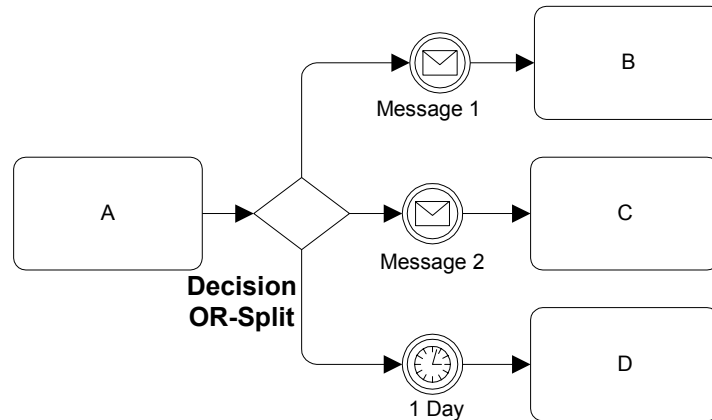 B
Message 1
A
C
Message 2
Decision
OR-Split
D
1 Day